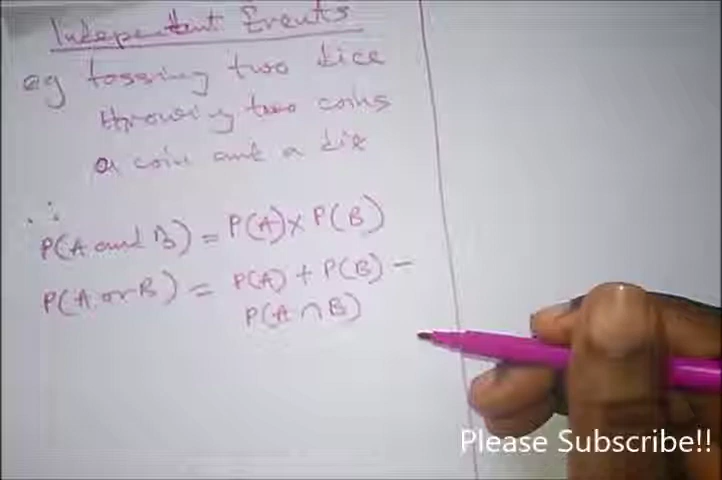 Independent Events
eg tossing two dice
throwing two coins
a coin and a die
∴
P(A and B) = P(A) x P(B)
P(A or B) = P(A) + P(B) -
P(A ∩ B)
Please Subscribe!!